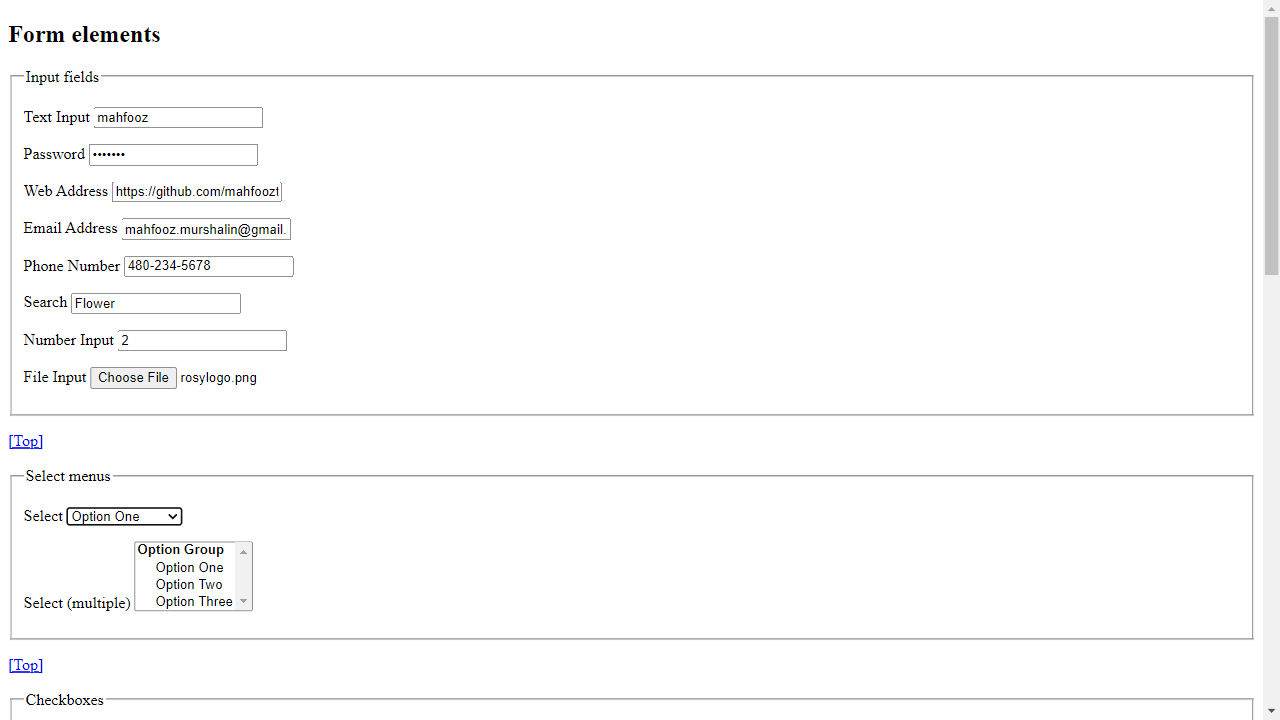 Form elements
Input fields
Text Input mahfooz
Password •••••••
Web Address https://github.com/mahfoozt
Email Address mahfooz.murshalin@gmail.
Phone Number 480-234-5678
Search Flower
Number Input 2
File Input Choose File rosylogo.png
[Top]
Select menus
Select Option One
Option Group
Option One
Option Two
Option Three
Select (multiple)
[Top]
Checkboxes